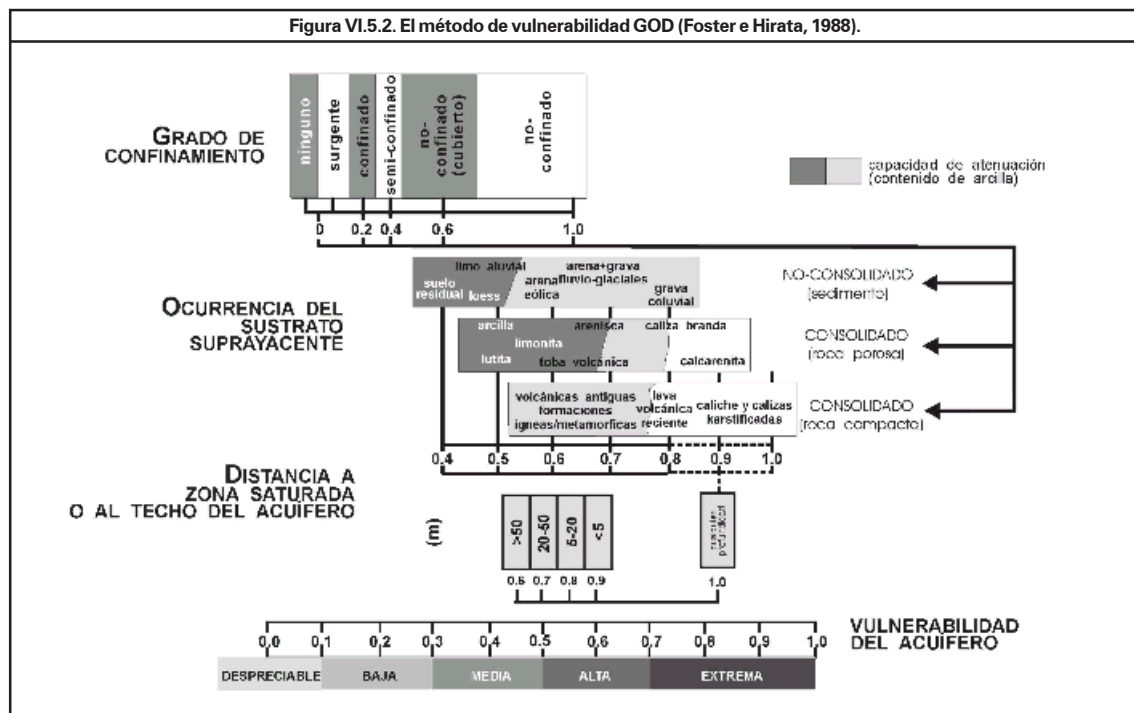 Figura VI.5.2. El método de vulnerabilidad GOD (Foster e Hirata, 1988).
GRADO DE
CONFINAMIENTO
ninguno
surgente
confinado
semi-confinado
no-
confinado
(cubierto)
no-
confinado
capacidad de atenuación
(contenido de arcilla)
0 0.2 0.4 0.6 1.0
OCURRENCIA DEL
SUSTRATO
SUPRAYACENTE
limo aluvial
suelo
residual
loess
arena
eólica
arena+grava
fluvio-glaciales
grava
coluvial
NO-CONSOLIDADO
(sedimento)
arcilla
limonita
lutita
arenisca
toba volcánica
caliza branda
calcarenita
CONSOLIDADO
(roca porosa)
volcánicas antiguas
formaciones
igneas/metamorficas
lava
volcánica
reciente
caliche y calizas
karstificadas
CONSOLIDADO
(roca compacta)
0.4 0.5 0.6 0.7 0.8 0.9 1.0
DISTANCIA A
ZONA SATURADA
O AL TECHO DEL ACUÍFERO
(m)
>50
20-50
5-20
<5
profundidad
0.6 0.7 0.8 0.9 1.0
0,0 0,1 0,2 0,3 0,4 0,5 0,6 0,7 0,8 0,9 1,0
VULNERABILIDAD
DEL ACUÍFERO
DESPRECIABLE BAJA MEDIA ALTA EXTREMA